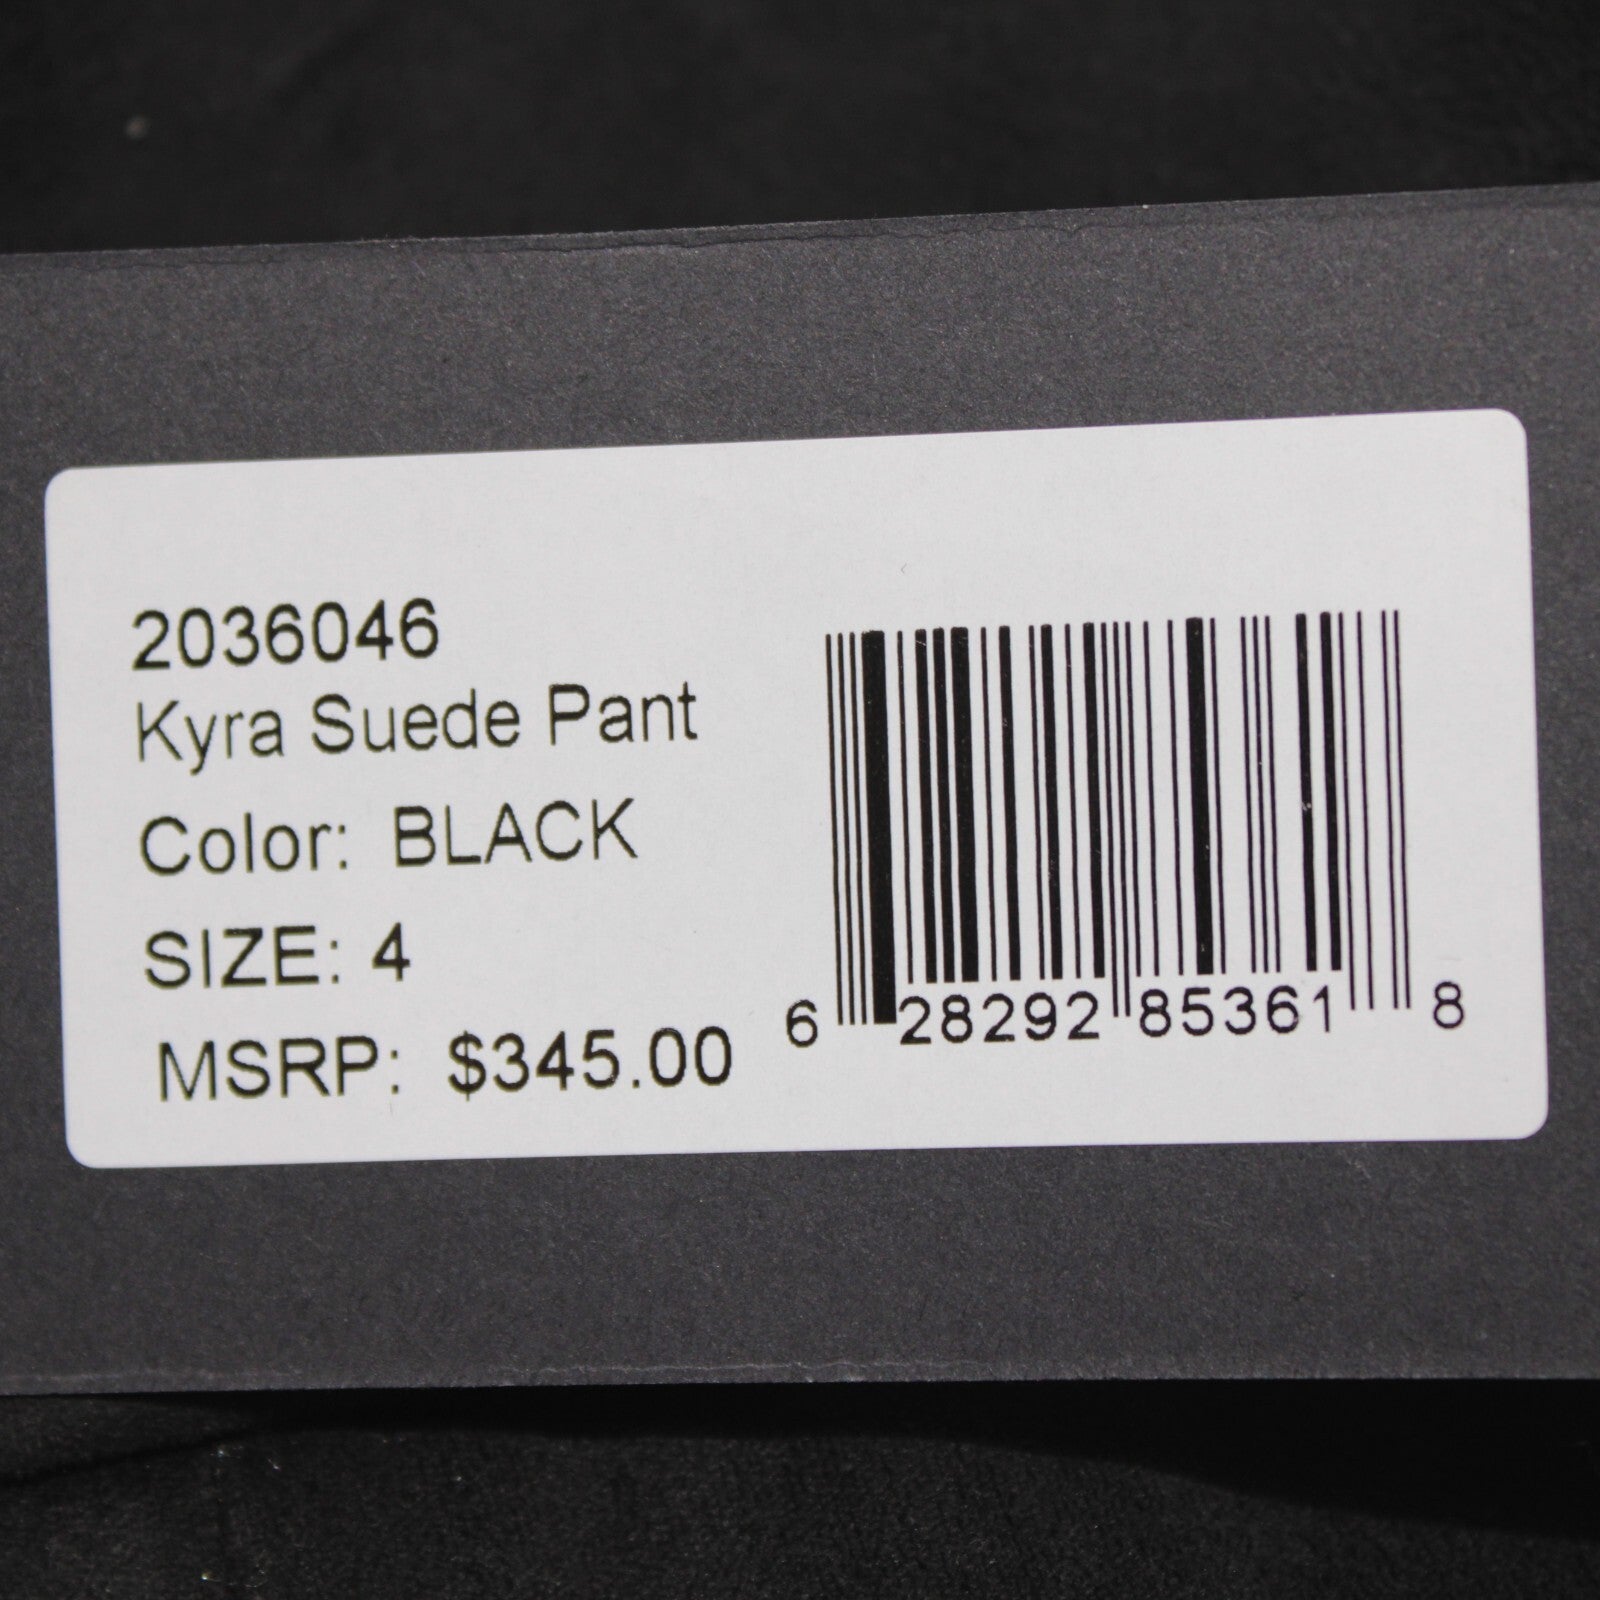 2036046
Kyra Suede Pant
Color: BLACK
SIZE: 4
MSRP: $345.00
6 28292 85361 8